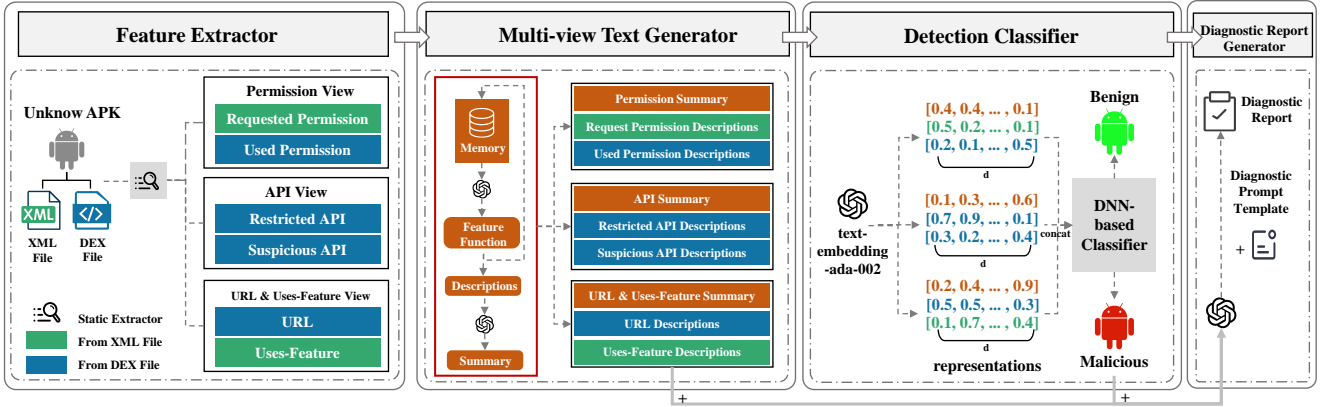 Feature Extractor
Unknow APK
XML
XML
File
DEX
File
Static Extractor
From XML File
From DEX File
Permission View
Requested Permission
Used Permission
API View
Restricted API
Suspicious API
URL & Uses-Feature View
URL
Uses-Feature
Multi-view Text Generator
Memory
Feature
Function
Descriptions
Summary
Permission Summary
Request Permission Descriptions
Used Permission Descriptions
API Summary
Restricted API Descriptions
Suspicious API Descriptions
URL & Uses-Feature Summary
URL Descriptions
Uses-Feature Descriptions
+
Detection Classifier
text-
embedding
-ada-002
[0.4, 0.4, ... , 0.1]
[0.5, 0.2, ... , 0.1]
[0.2, 0.1, ... , 0.5]
d
[0.1, 0.3, ... , 0.6]
[0.7, 0.9, ... , 0.1]
[0.3, 0.2, ... , 0.4]
d
[0.2, 0.4, ... , 0.9]
[0.5, 0.5, ... , 0.3]
[0.1, 0.7, ... , 0.4]
d
representations
concat
Benign
DNN-
based
Classifier
Malicious
+
Diagnostic Report
Generator
Diagnostic
Report
Diagnostic
Prompt
Template
+